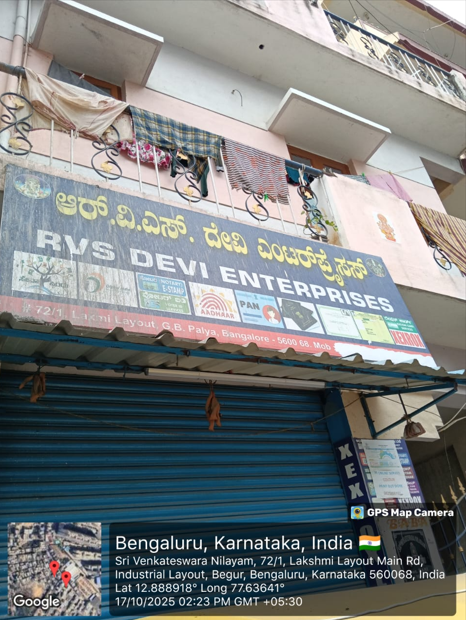 ಆರ್.ವಿ.ಎಸ್. ದೇವಿ ಎಂಟರ್‌ಪ್ರೈಸಸ್
RVS DEVI ENTERPRISES
E-STAMP
AADHAAR
PAN
# 72/1, Laxmi Layout, G.B. Palya, Bangalore - 5600 68. Mob
XEROX
GPS Map Camera
Bengaluru, Karnataka, India 🇮🇳
Sri Venkateswara Nilayam, 72/1, Lakshmi Layout Main Rd,
Industrial Layout, Begur, Bengaluru, Karnataka 560068, India
Lat 12.888918° Long 77.63641°
17/10/2025 02:23 PM GMT +05:30
Google